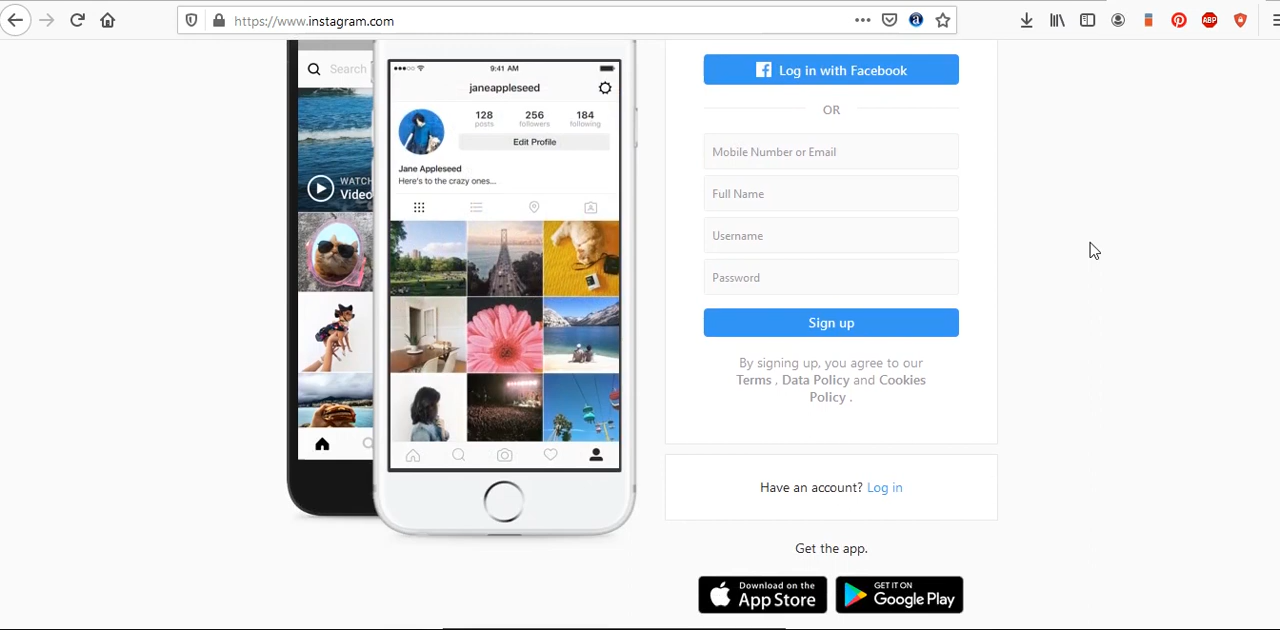 https://www.instagram.com
ABP
Search
WATCH
Video
9:41 AM
janeappleseed
128 256 184
posts followers following
Edit Profile
Jane Appleseed
Here's to the crazy ones...
Log in with Facebook
OR
Mobile Number or Email
Full Name
Username
Password
Sign up
By signing up, you agree to our
Terms , Data Policy and Cookies
Policy .
Have an account? Log in
Get the app.
Download on the
App Store
GET IT ON
Google Play